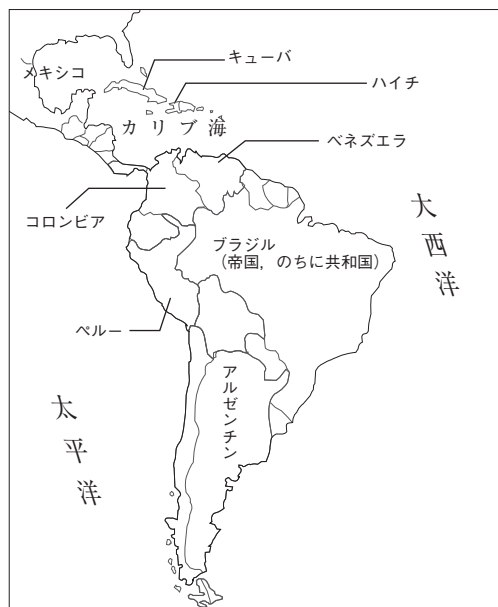 メキシコ
キューバ
ハイチ
カリブ海
ベネズエラ
コロンビア
大西洋
ブラジル
（帝国，のちに共和国）
ペルー
アルゼンチン
太平洋